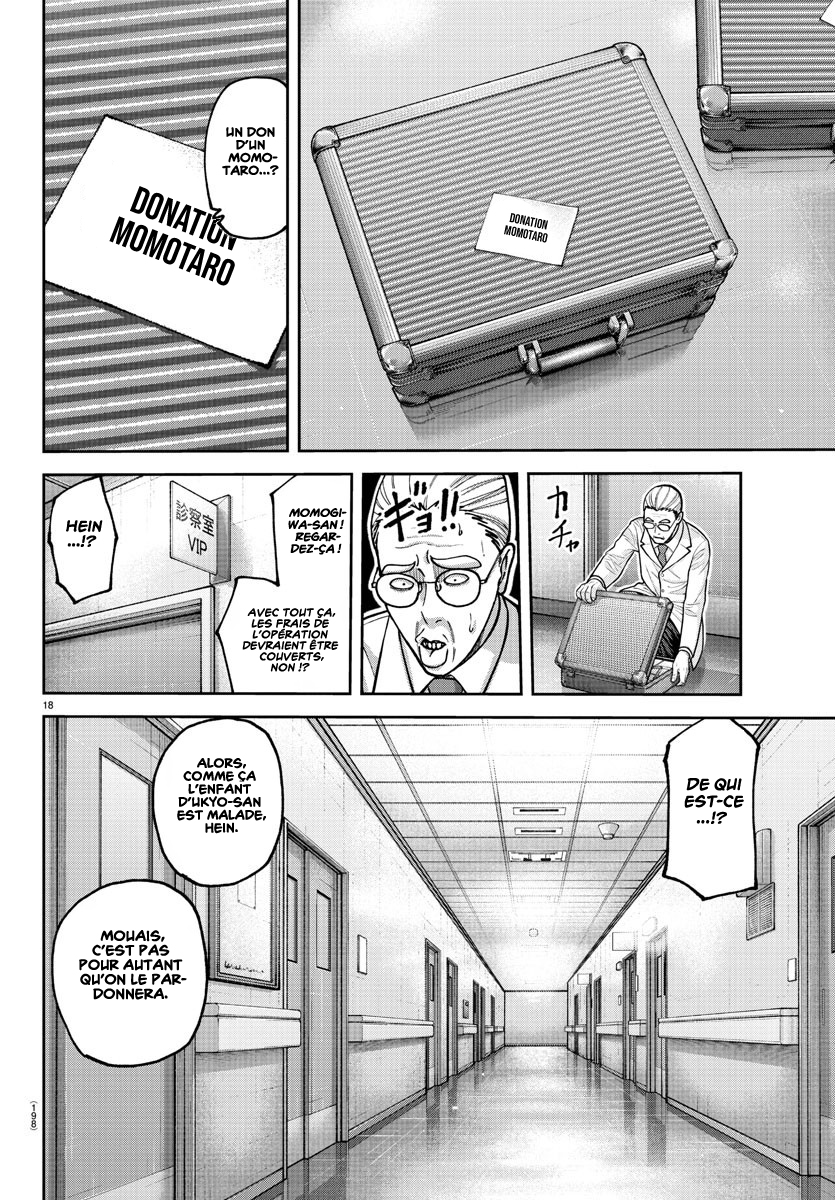 DONATION
MOMOTARO
UN DON
D'UN
MOMO-
TARO...?
DONATION
MOMOTARO
カチャ
ギョ!!
MOMOGI-
WA-SAN !
REGAR-
DEZ-ÇA !
AVEC TOUT ÇA,
LES FRAIS DE
L'OPÉRATION
DEVRAIENT ÊTRE
COUVERTS,
NON !?
診察室
VIP
HEIN
...!?
18
DE QUI
EST-CE
...!?
ALORS,
COMME ÇA
L'ENFANT
D'UKYO-SAN
EST MALADE,
HEIN.
MOUAIS,
C'EST PAS
POUR AUTANT
QU'ON LE PAR-
DONNERA.
(198)